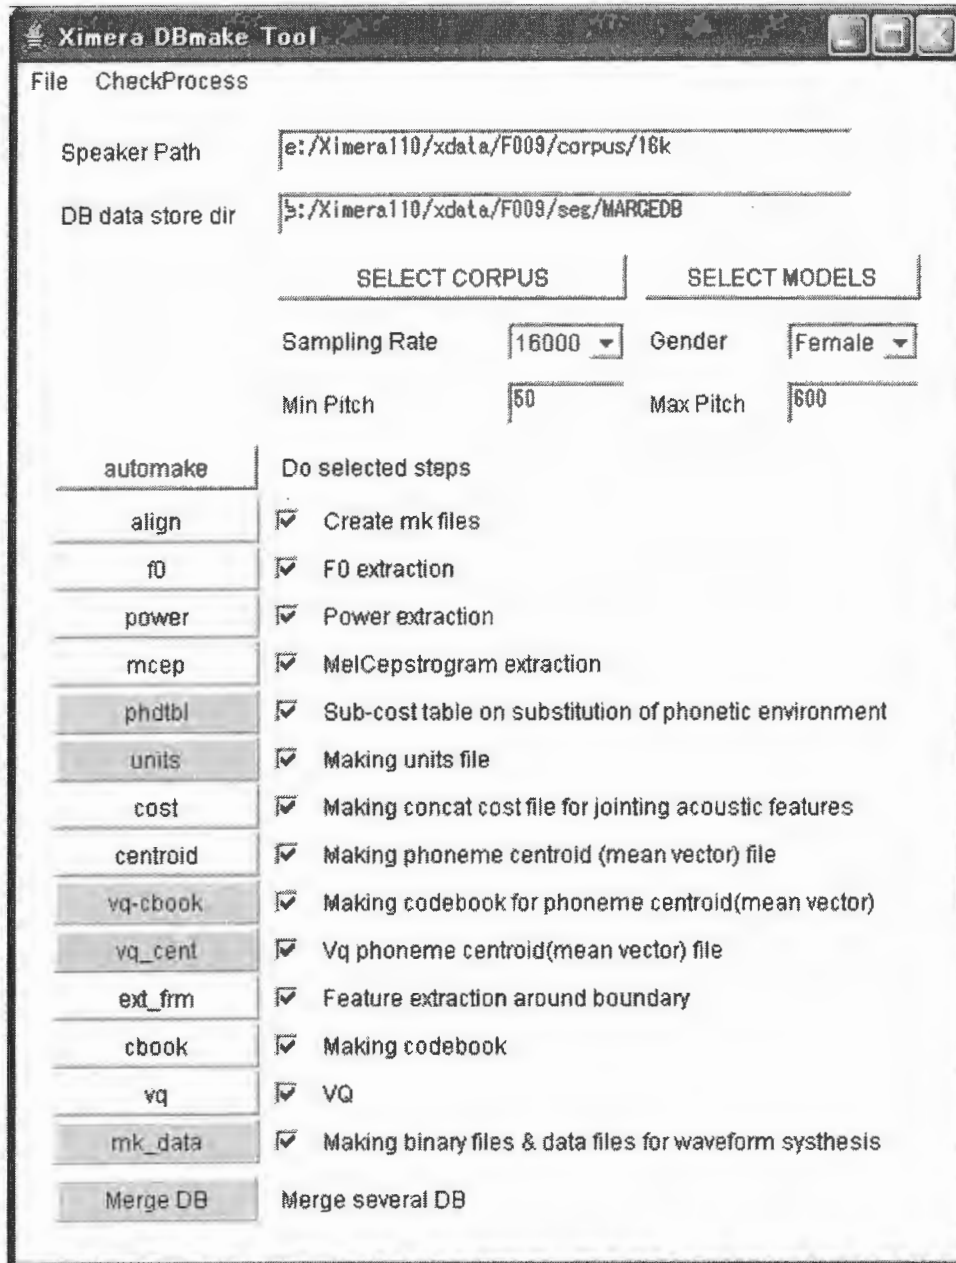 Ximera DBmake Tool
File CheckProcess
Speaker Path e:/Ximera110/xdata/F009/corpus/16k
DB data store dir e:/Ximera110/xdata/F009/seg/MARGEDB
SELECT CORPUS SELECT MODELS
Sampling Rate 16000 Gender Female
Min Pitch 50 Max Pitch 600
automake Do selected steps
align Create mk files
f0 F0 extraction
power Power extraction
mcep MelCepstrogram extraction
phdtbl Sub-cost table on substitution of phonetic environment
units Making units file
cost Making concat cost file for jointing acoustic features
centroid Making phoneme centroid (mean vector) file
vq-cbook Making codebook for phoneme centroid(mean vector)
vq_cent Vq phoneme centroid(mean vector) file
ext_frm Feature extraction around boundary
cbook Making codebook
vq VQ
mk_data Making binary files & data files for waveform systhesis
Merge DB Merge several DB